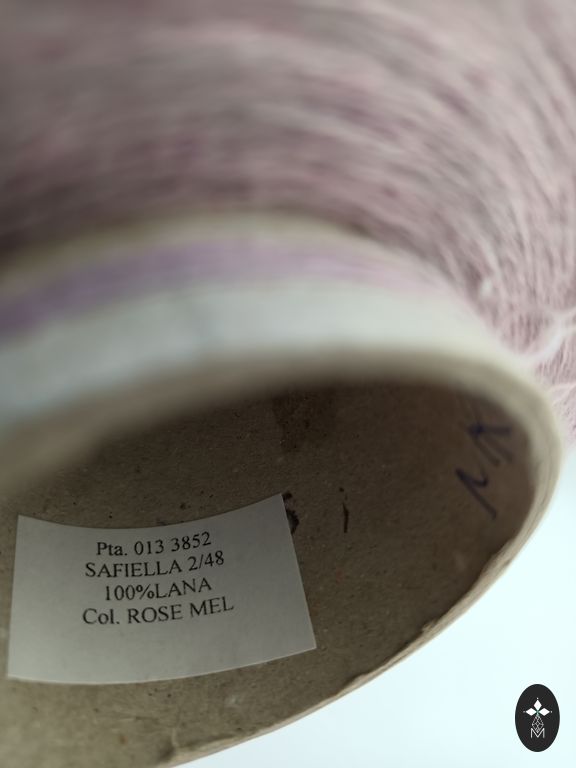 Pta. 013 3852
SAFIELLA 2/48
100%LANA
Col. ROSE MEL
M